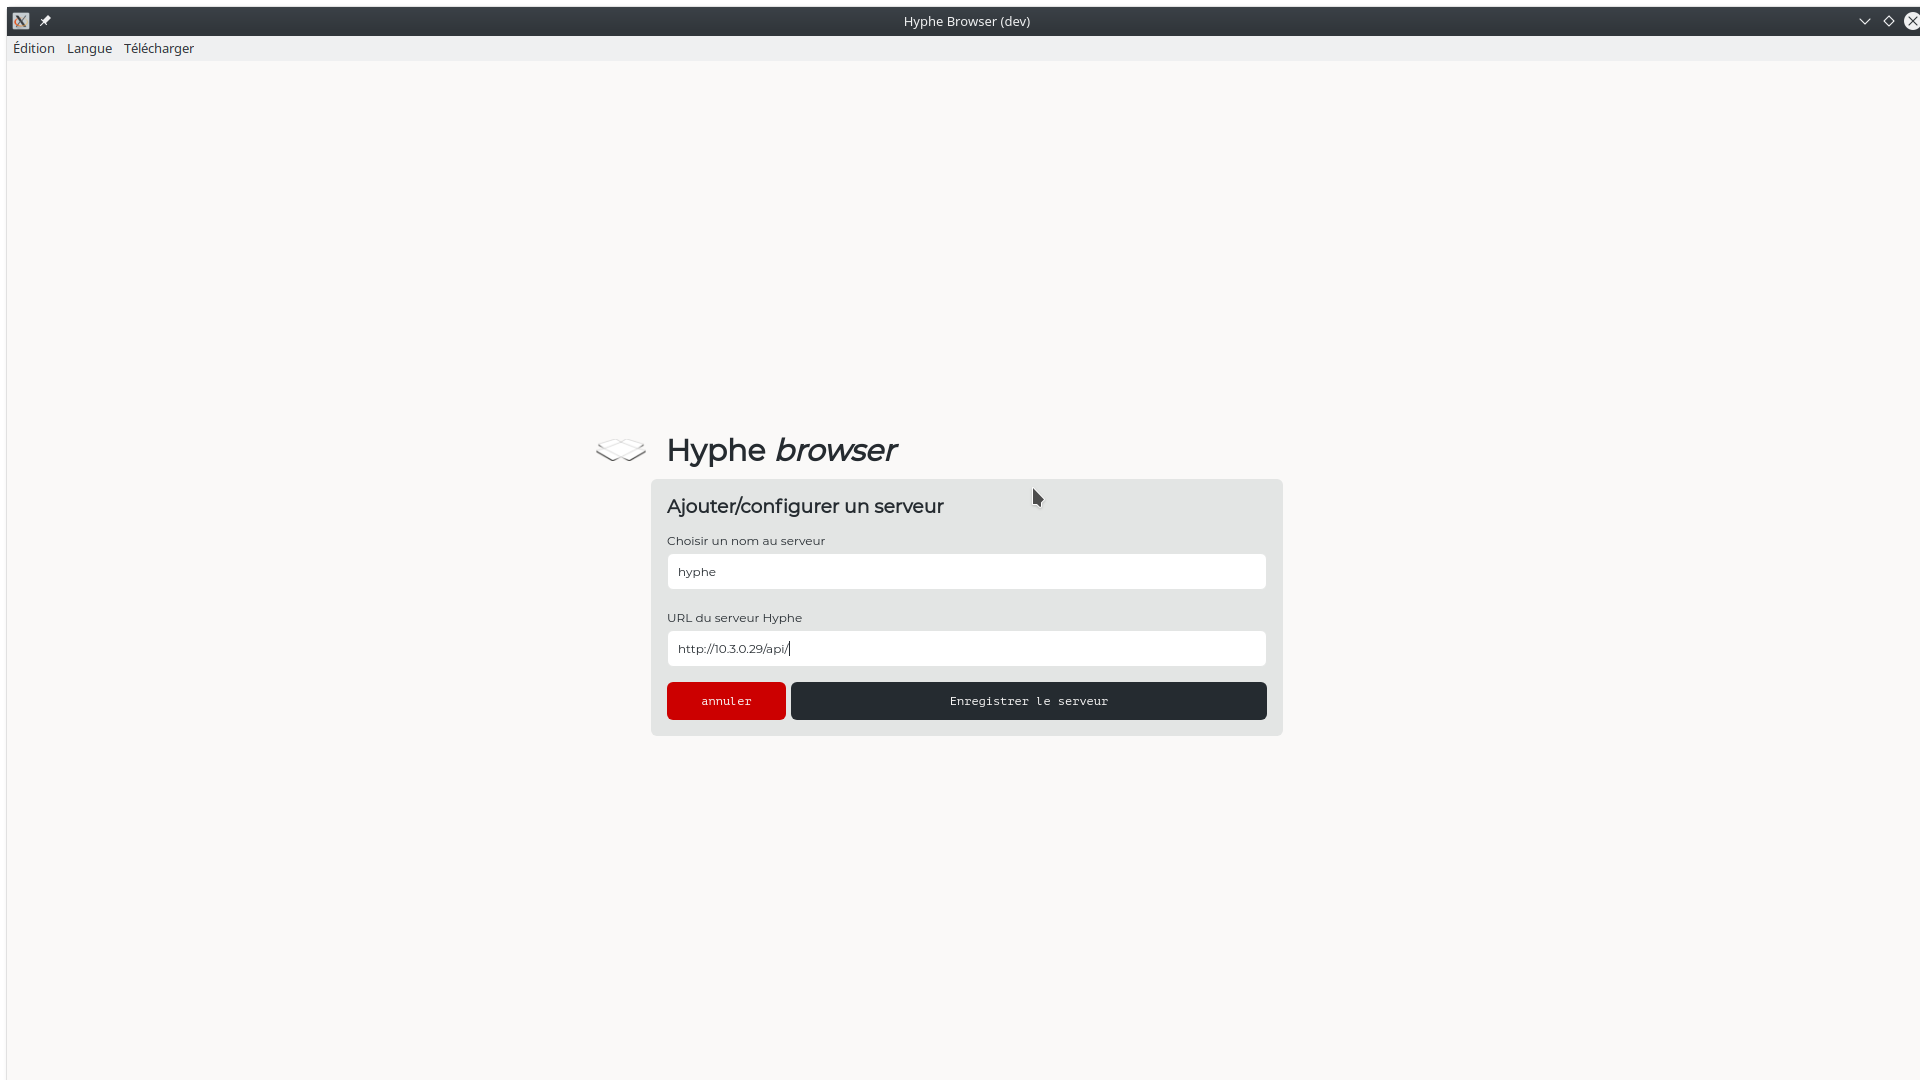 Hyphe Browser (dev)
Édition Langue Télécharger
Hyphe browser
Ajouter/configurer un serveur
Choisir un nom au serveur
hyphe
URL du serveur Hyphe
http://10.3.0.29/api/
annuler
Enregistrer le serveur